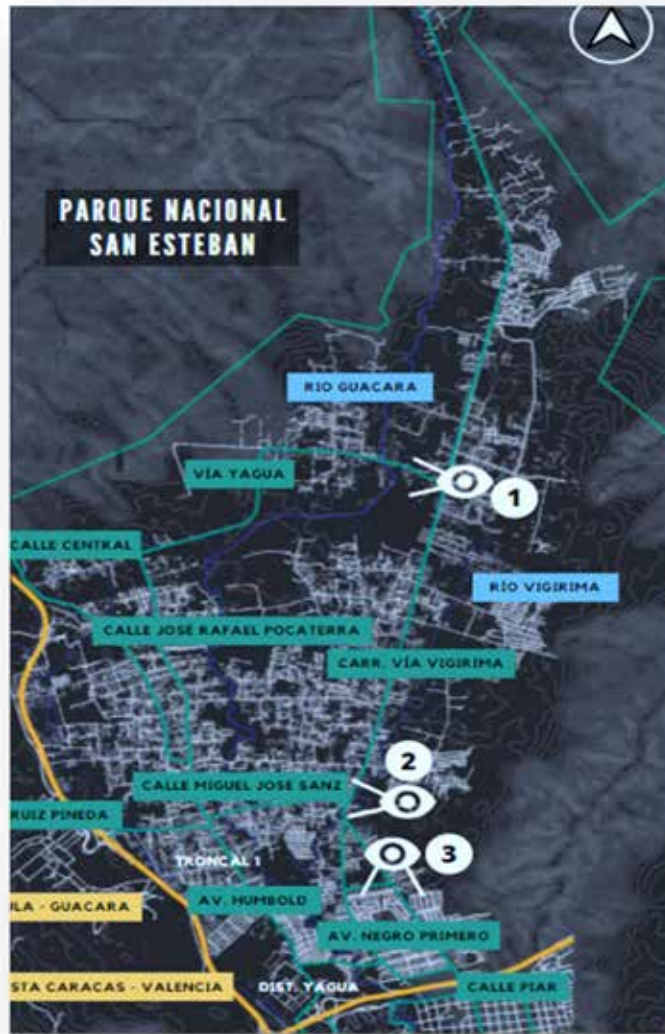 PARQUE NACIONAL
SAN ESTEBAN
RIO GUACARA
VÍA YAGUA
1
CALLE CENTRAL
RÍO VIGIRIMA
CALLE JOSÉ RAFAEL POCATERRA
CARR. VÍA VIGIRIMA
2
CALLE MIGUEL JOSE SANZ
RUIZ PINEDA
3
TRONCAL 1
LA - GUACARA
AV. HUMBOLD
AV. NEGRO PRIMERO
STA CARACAS - VALENCIA
DIST. YAGUA
CALLE PIAR